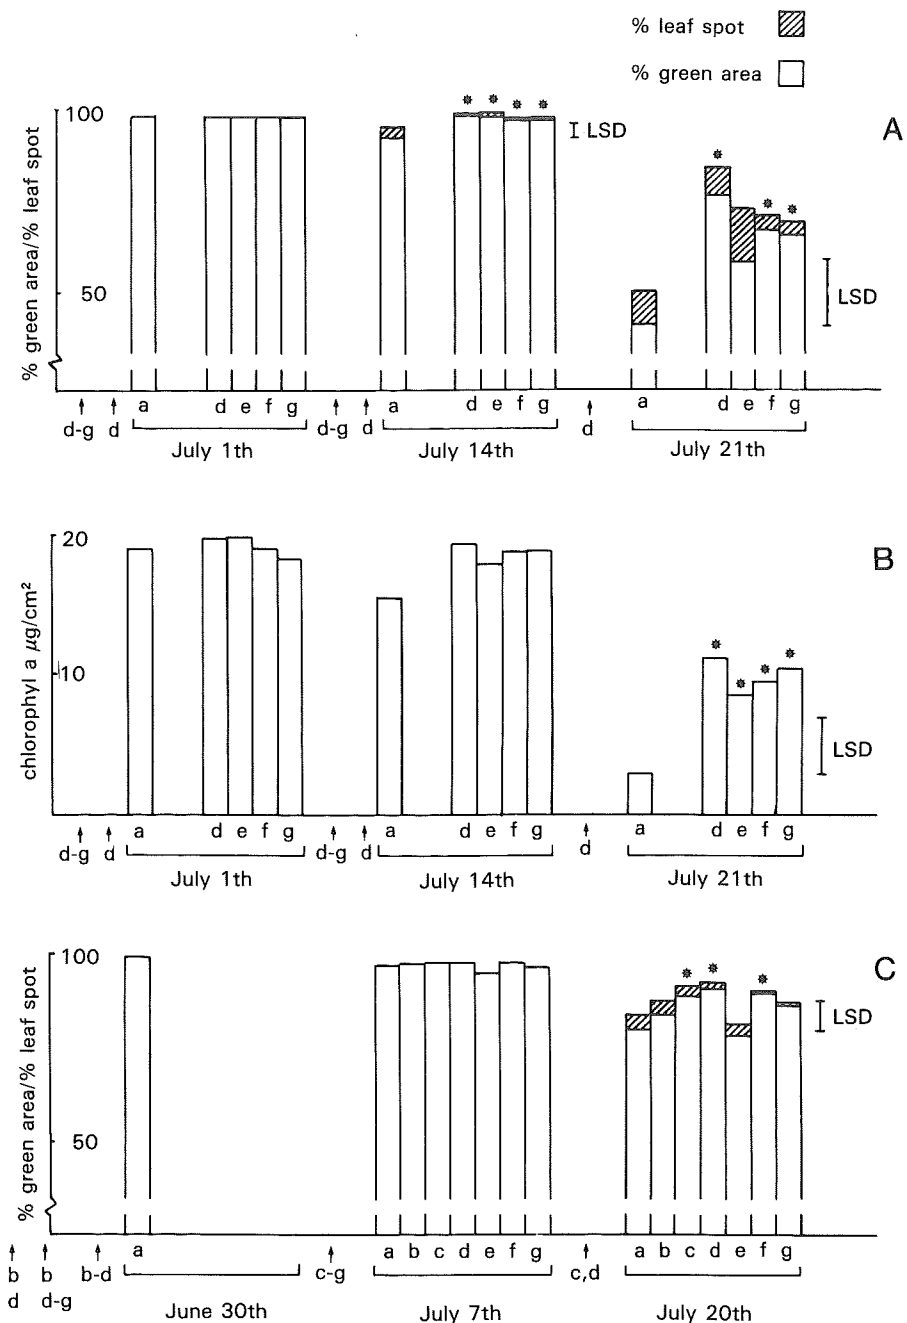 % leaf spot
% green area
A
% green area/% leaf spot
100
50
* * * *
LSD
* * *
LSD
a d e f g a d e f g a d e f g
d-g d d-g d d
July 1th July 14th July 21th
B
chlorophyl a µg/cm²
20
10
* * * *
LSD
a d e f g a d e f g a d e f g
d-g d d-g d d
July 1th July 14th July 21th
C
% green area/% leaf spot
100
50
* * *
LSD
a a b c d e f g a b c d e f g
b b b-d c-g c,d
d d-g
June 30th July 7th July 20th